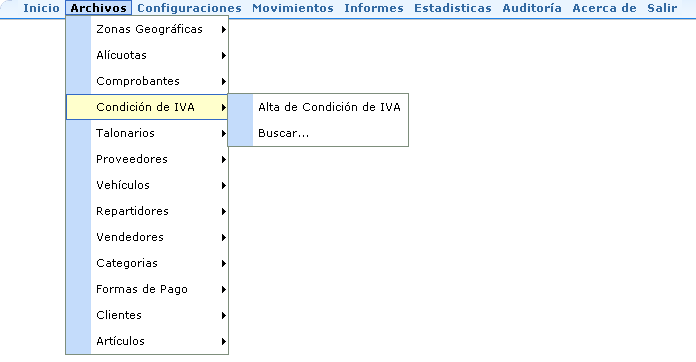 Inicio Archivos Configuraciones Movimientos Informes Estadisticas Auditoría Acerca de Salir
Zonas Geográficas
Alícuotas
Comprobantes
Condición de IVA
Alta de Condición de IVA
Buscar...
Talonarios
Proveedores
Vehículos
Repartidores
Vendedores
Categorias
Formas de Pago
Clientes
Artículos